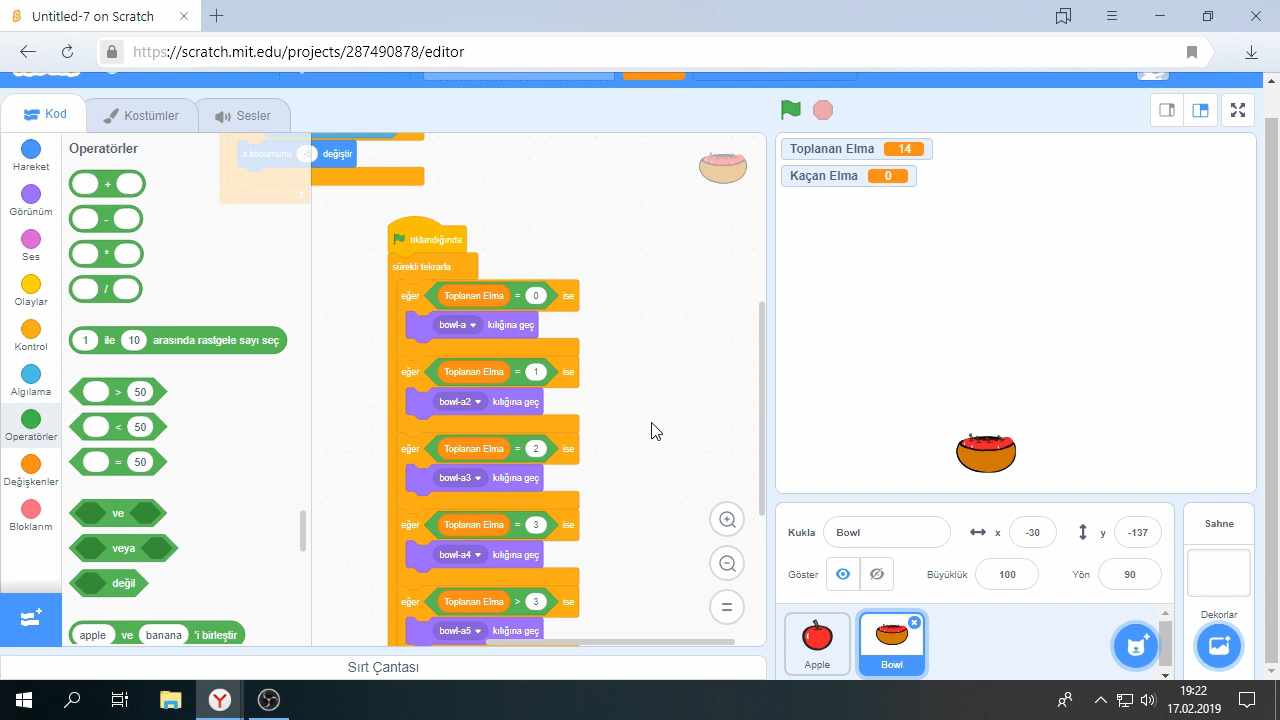 Untitled-7 on Scratch
https://scratch.mit.edu/projects/287490878/editor
Kod
Kostümler
Sesler
Hareket
Görünüm
Ses
Olaylar
Kontrol
Algılama
Operatörler
Değişkenler
Bloklarım
Operatörler
+
-
*
/
1 ile 10 arasında rastgele sayı seç
> 50
< 50
= 50
ve
veya
değil
apple ve banana 'i birleştir
x konumunu -5 değiştir
tıklandığında
sürekli tekrarla
eğer Toplanan Elma = 0 ise
bowl-a kılığına geç
eğer Toplanan Elma = 1 ise
bowl-a2 kılığına geç
eğer Toplanan Elma = 2 ise
bowl-a3 kılığına geç
eğer Toplanan Elma = 3 ise
bowl-a4 kılığına geç
eğer Toplanan Elma > 3 ise
bowl-a5 kılığına geç
Sırt Çantası
Toplanan Elma 14
Kaçan Elma 0
Kukla Bowl x -30 y -137
Göster Büyüklük 100 Yön 90
Apple
Bowl
Sahne
Dekorlar
19:22
17.02.2019